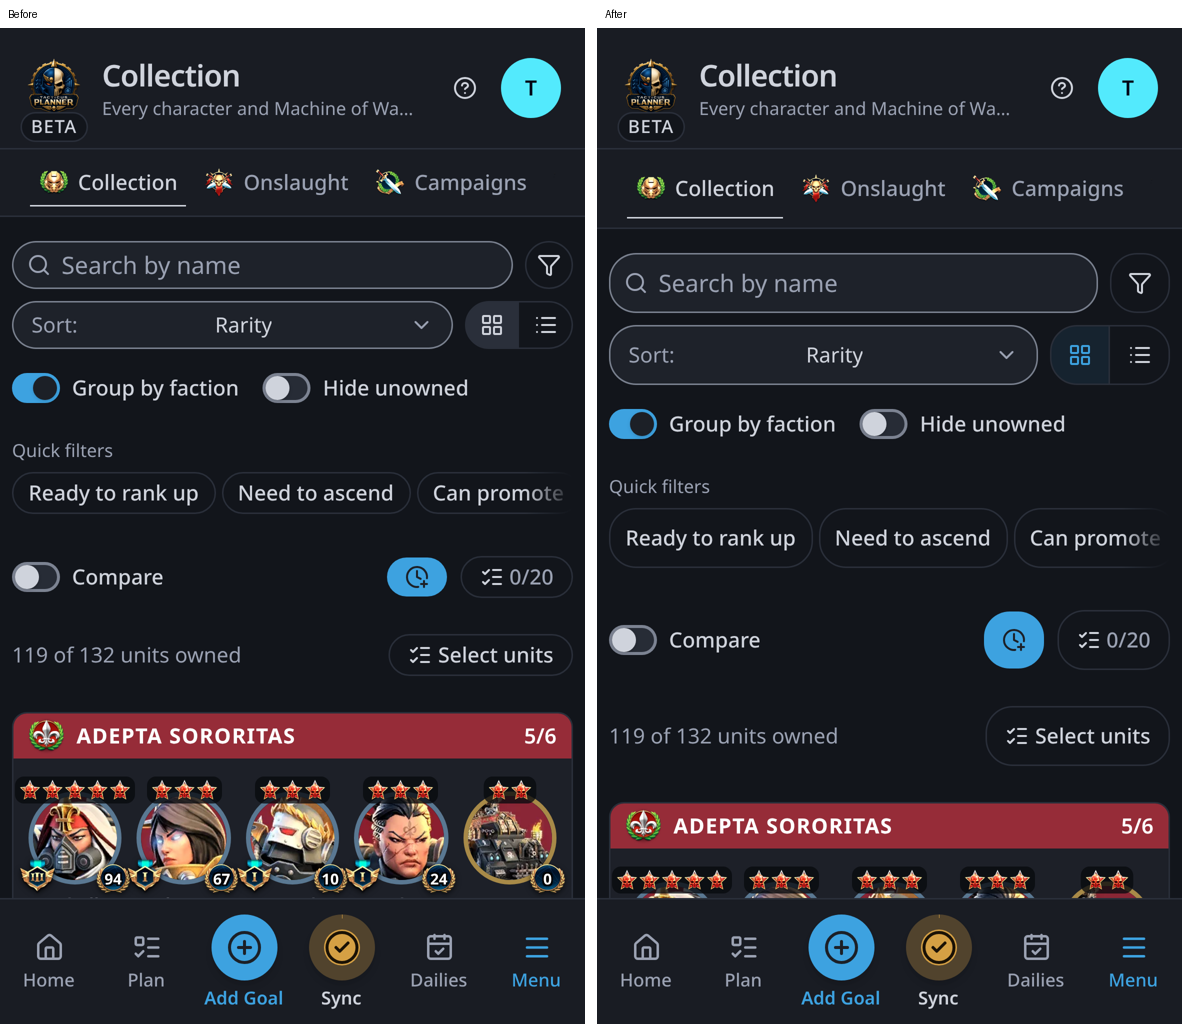 Before
Collection
Every character and Machine of Wa...
T
PLANNER
BETA
Collection
Onslaught
Campaigns
Search by name
Sort:
Rarity
Group by faction
Hide unowned
Quick filters
Ready to rank up
Need to ascend
Can promote
Compare
0/20
119 of 132 units owned
Select units
ADEPTA SORORITAS
5/6
III
94
I
67
I
10
I
24
0
Home
Plan
Add Goal
Sync
Dailies
Menu
After
Collection
Every character and Machine of Wa...
T
PLANNER
BETA
Collection
Onslaught
Campaigns
Search by name
Sort:
Rarity
Group by faction
Hide unowned
Quick filters
Ready to rank up
Need to ascend
Can promote
Compare
0/20
119 of 132 units owned
Select units
ADEPTA SORORITAS
5/6
Home
Plan
Add Goal
Sync
Dailies
Menu